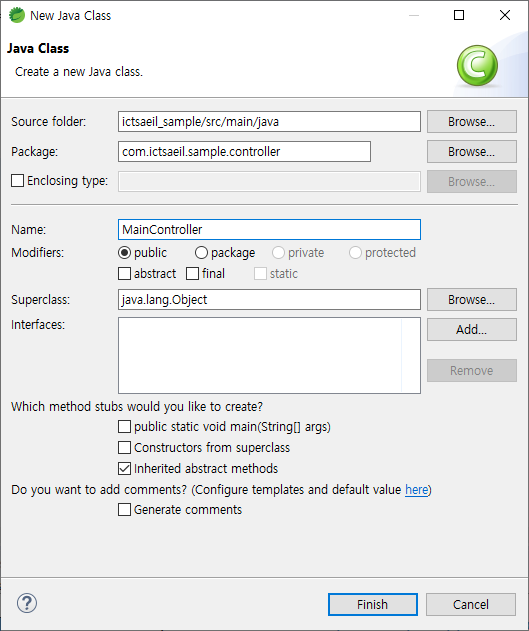 New Java Class
Java Class
Create a new Java class.
Source folder: ictsaeil_sample/src/main/java Browse...
Package: com.ictsaeil.sample.controller Browse...
Enclosing type: Browse...
Name: MainController
Modifiers: public package private protected
abstract final static
Superclass: java.lang.Object Browse...
Interfaces: Add...
Remove
Which method stubs would you like to create?
public static void main(String[] args)
Constructors from superclass
Inherited abstract methods
Do you want to add comments? (Configure templates and default value here)
Generate comments
? Finish Cancel